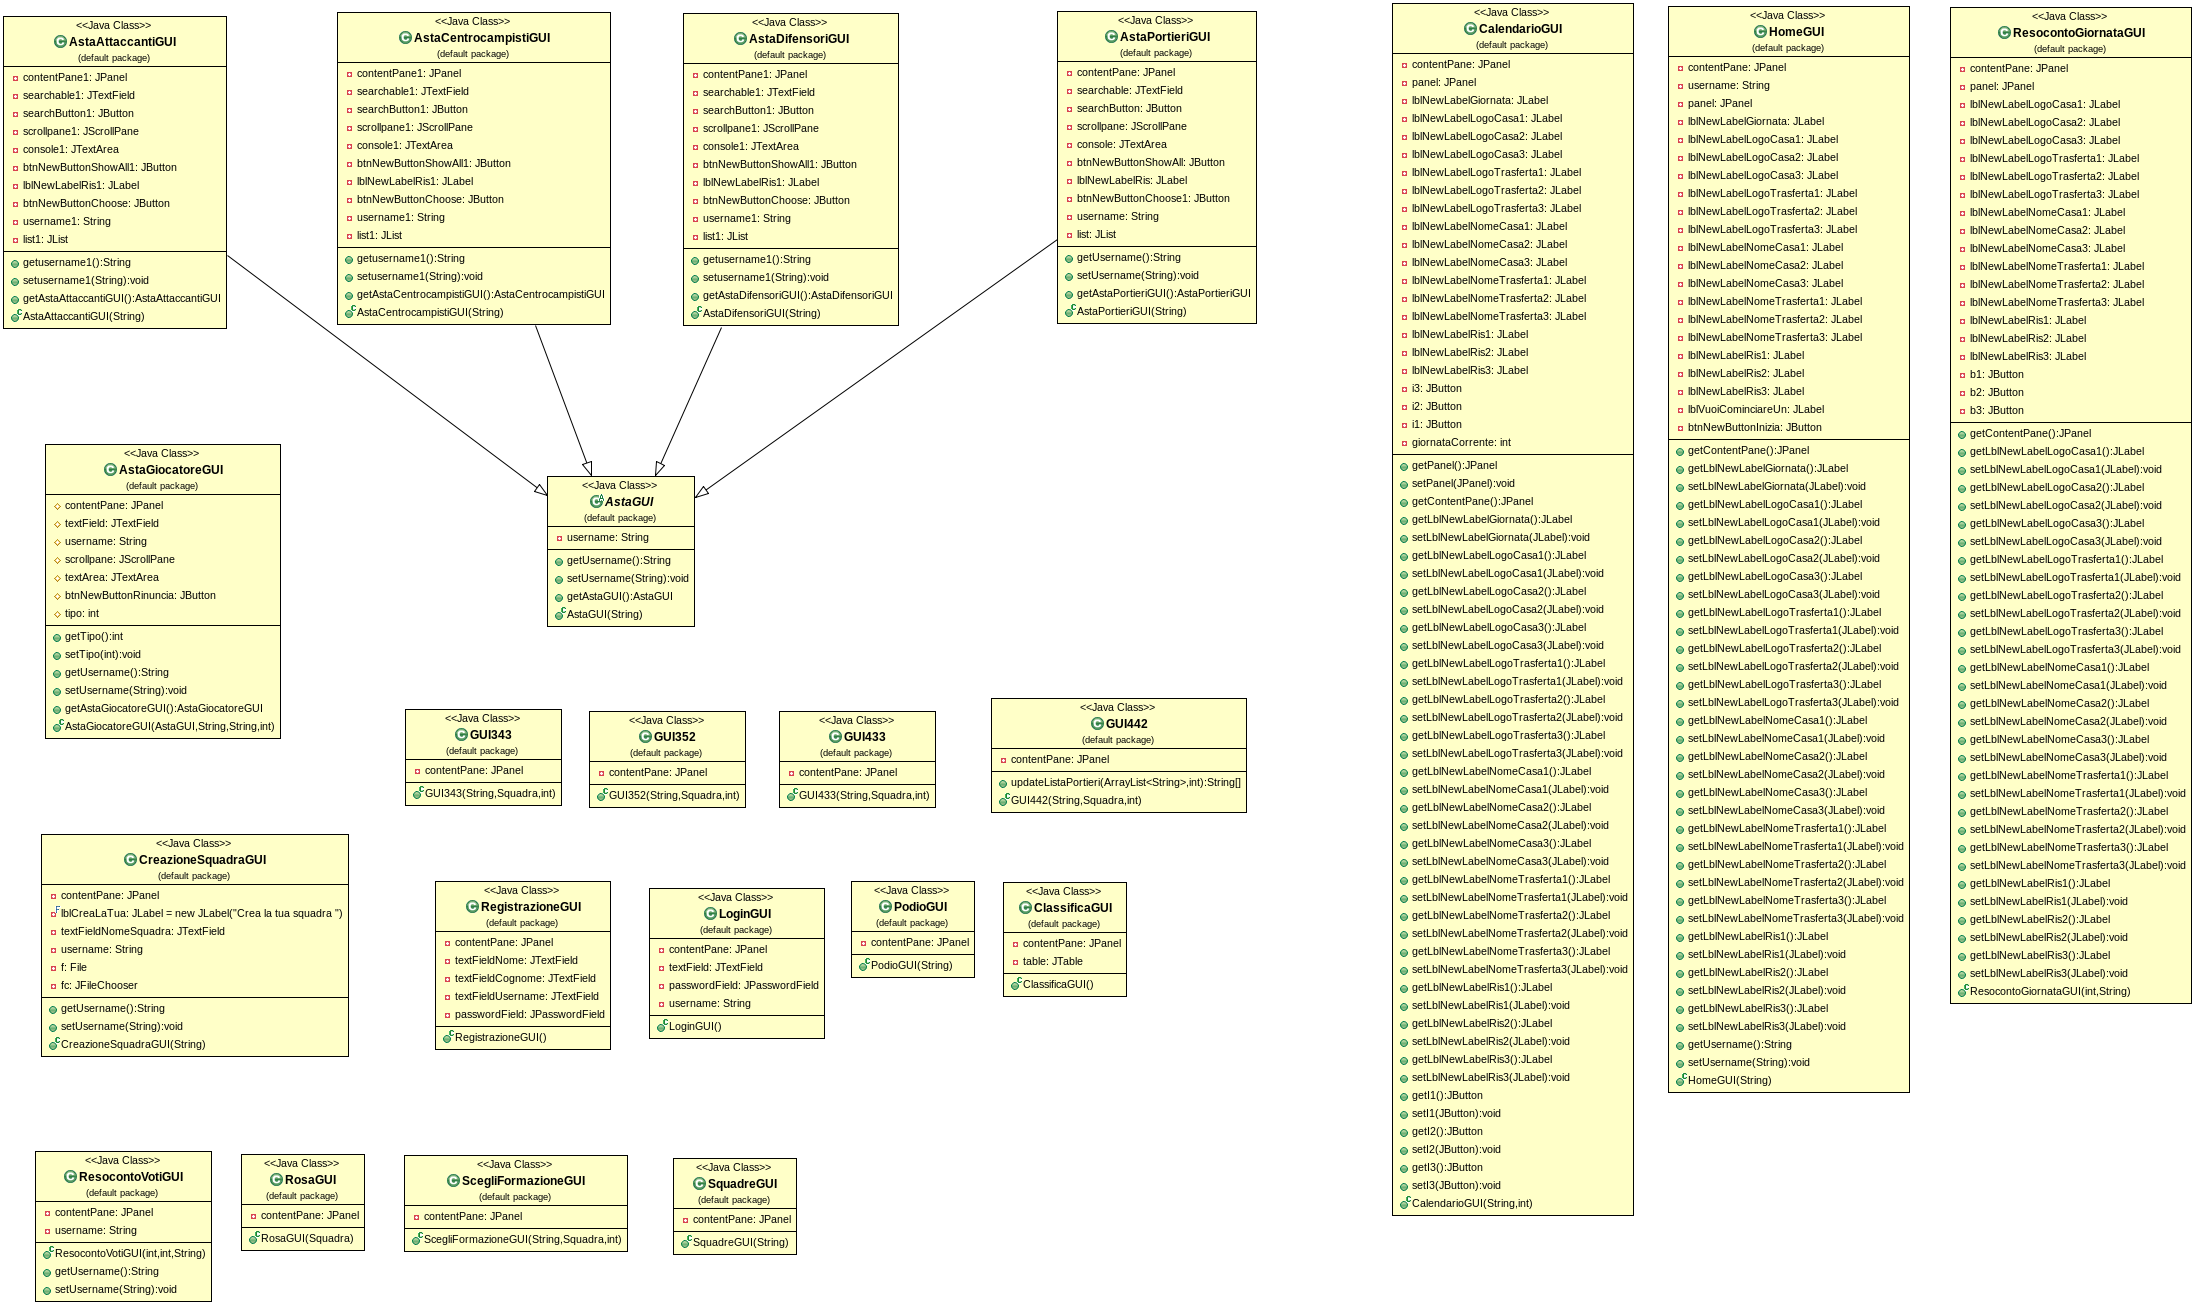 <<Java Class>>
AstaAttaccantiGUI
(default package)
contentPane1: JPanel
searchable1: JTextField
searchButton1: JButton
scrollpane1: JScrollPane
console1: JTextArea
btnNewButtonShowAll1: JButton
lblNewLabelRis1: JLabel
btnNewButtonChoose: JButton
username1: String
list1: JList
getusername1():String
setusername1(String):void
getAstaAttaccantiGUI():AstaAttaccantiGUI
AstaAttaccantiGUI(String)
<<Java Class>>
AstaCentrocampistiGUI
(default package)
contentPane1: JPanel
searchable1: JTextField
searchButton1: JButton
scrollpane1: JScrollPane
console1: JTextArea
btnNewButtonShowAll1: JButton
lblNewLabelRis1: JLabel
btnNewButtonChoose: JButton
username1: String
list1: JList
getusername1():String
setusername1(String):void
getAstaCentrocampistiGUI():AstaCentrocampistiGUI
AstaCentrocampistiGUI(String)
<<Java Class>>
AstaDifensoriGUI
(default package)
contentPane1: JPanel
searchable1: JTextField
searchButton1: JButton
scrollpane1: JScrollPane
console1: JTextArea
btnNewButtonShowAll1: JButton
lblNewLabelRis1: JLabel
btnNewButtonChoose: JButton
username1: String
list1: JList
getusername1():String
setusername1(String):void
getAstaDifensoriGUI():AstaDifensoriGUI
AstaDifensoriGUI(String)
<<Java Class>>
AstaPortieriGUI
(default package)
contentPane: JPanel
searchable: JTextField
searchButton: JButton
scrollpane: JScrollPane
console: JTextArea
btnNewButtonShowAll: JButton
lblNewLabelRis: JLabel
btnNewButtonChoose1: JButton
username: String
list: JList
getUsername():String
setUsername(String):void
getAstaPortieriGUI():AstaPortieriGUI
AstaPortieriGUI(String)
<<Java Class>>
CalendarioGUI
(default package)
contentPane: JPanel
panel: JPanel
lblNewLabelGiornata: JLabel
lblNewLabelLogoCasa1: JLabel
lblNewLabelLogoCasa2: JLabel
lblNewLabelLogoCasa3: JLabel
lblNewLabelLogoTrasferta1: JLabel
lblNewLabelLogoTrasferta2: JLabel
lblNewLabelLogoTrasferta3: JLabel
lblNewLabelNomeCasa1: JLabel
lblNewLabelNomeCasa2: JLabel
lblNewLabelNomeCasa3: JLabel
lblNewLabelNomeTrasferta1: JLabel
lblNewLabelNomeTrasferta2: JLabel
lblNewLabelNomeTrasferta3: JLabel
lblNewLabelRis1: JLabel
lblNewLabelRis2: JLabel
lblNewLabelRis3: JLabel
i3: JButton
i2: JButton
i1: JButton
giornataCorrente: int
getPanel():JPanel
setPanel(JPanel):void
getContentPane():JPanel
getLblNewLabelGiornata():JLabel
setLblNewLabelGiornata(JLabel):void
getLblNewLabelLogoCasa1():JLabel
setLblNewLabelLogoCasa1(JLabel):void
getLblNewLabelLogoCasa2():JLabel
setLblNewLabelLogoCasa2(JLabel):void
getLblNewLabelLogoCasa3():JLabel
setLblNewLabelLogoCasa3(JLabel):void
getLblNewLabelLogoTrasferta1():JLabel
setLblNewLabelLogoTrasferta1(JLabel):void
getLblNewLabelLogoTrasferta2():JLabel
setLblNewLabelLogoTrasferta2(JLabel):void
getLblNewLabelLogoTrasferta3():JLabel
setLblNewLabelLogoTrasferta3(JLabel):void
getLblNewLabelNomeCasa1():JLabel
setLblNewLabelNomeCasa1(JLabel):void
getLblNewLabelNomeCasa2():JLabel
setLblNewLabelNomeCasa2(JLabel):void
getLblNewLabelNomeCasa3():JLabel
setLblNewLabelNomeCasa3(JLabel):void
getLblNewLabelNomeTrasferta1():JLabel
setLblNewLabelNomeTrasferta1(JLabel):void
getLblNewLabelNomeTrasferta2():JLabel
setLblNewLabelNomeTrasferta2(JLabel):void
getLblNewLabelNomeTrasferta3():JLabel
setLblNewLabelNomeTrasferta3(JLabel):void
getLblNewLabelRis1():JLabel
setLblNewLabelRis1(JLabel):void
getLblNewLabelRis2():JLabel
setLblNewLabelRis2(JLabel):void
getLblNewLabelRis3():JLabel
setLblNewLabelRis3(JLabel):void
getI1():JButton
setI1(JButton):void
getI2():JButton
setI2(JButton):void
getI3():JButton
setI3(JButton):void
CalendarioGUI(String,int)
<<Java Class>>
HomeGUI
(default package)
contentPane: JPanel
username: String
panel: JPanel
lblNewLabelGiornata: JLabel
lblNewLabelLogoCasa1: JLabel
lblNewLabelLogoCasa2: JLabel
lblNewLabelLogoCasa3: JLabel
lblNewLabelLogoTrasferta1: JLabel
lblNewLabelLogoTrasferta2: JLabel
lblNewLabelLogoTrasferta3: JLabel
lblNewLabelNomeCasa1: JLabel
lblNewLabelNomeCasa2: JLabel
lblNewLabelNomeCasa3: JLabel
lblNewLabelNomeTrasferta1: JLabel
lblNewLabelNomeTrasferta2: JLabel
lblNewLabelNomeTrasferta3: JLabel
lblNewLabelRis1: JLabel
lblNewLabelRis2: JLabel
lblNewLabelRis3: JLabel
lblVuoiCominciareUn: JLabel
btnNewButtonInizia: JButton
getContentPane():JPanel
getLblNewLabelGiornata():JLabel
setLblNewLabelGiornata(JLabel):void
getLblNewLabelLogoCasa1():JLabel
setLblNewLabelLogoCasa1(JLabel):void
getLblNewLabelLogoCasa2():JLabel
setLblNewLabelLogoCasa2(JLabel):void
getLblNewLabelLogoCasa3():JLabel
setLblNewLabelLogoCasa3(JLabel):void
getLblNewLabelLogoTrasferta1():JLabel
setLblNewLabelLogoTrasferta1(JLabel):void
getLblNewLabelLogoTrasferta2():JLabel
setLblNewLabelLogoTrasferta2(JLabel):void
getLblNewLabelLogoTrasferta3():JLabel
setLblNewLabelLogoTrasferta3(JLabel):void
getLblNewLabelNomeCasa1():JLabel
setLblNewLabelNomeCasa1(JLabel):void
getLblNewLabelNomeCasa2():JLabel
setLblNewLabelNomeCasa2(JLabel):void
getLblNewLabelNomeCasa3():JLabel
setLblNewLabelNomeCasa3(JLabel):void
getLblNewLabelNomeTrasferta1():JLabel
setLblNewLabelNomeTrasferta1(JLabel):void
getLblNewLabelNomeTrasferta2():JLabel
setLblNewLabelNomeTrasferta2(JLabel):void
getLblNewLabelNomeTrasferta3():JLabel
setLblNewLabelNomeTrasferta3(JLabel):void
getLblNewLabelRis1():JLabel
setLblNewLabelRis1(JLabel):void
getLblNewLabelRis2():JLabel
setLblNewLabelRis2(JLabel):void
getLblNewLabelRis3():JLabel
setLblNewLabelRis3(JLabel):void
getUsername():String
setUsername(String):void
HomeGUI(String)
<<Java Class>>
ResocontoGiornataGUI
(default package)
contentPane: JPanel
panel: JPanel
lblNewLabelLogoCasa1: JLabel
lblNewLabelLogoCasa2: JLabel
lblNewLabelLogoCasa3: JLabel
lblNewLabelLogoTrasferta1: JLabel
lblNewLabelLogoTrasferta2: JLabel
lblNewLabelLogoTrasferta3: JLabel
lblNewLabelNomeCasa1: JLabel
lblNewLabelNomeCasa2: JLabel
lblNewLabelNomeCasa3: JLabel
lblNewLabelNomeTrasferta1: JLabel
lblNewLabelNomeTrasferta2: JLabel
lblNewLabelNomeTrasferta3: JLabel
lblNewLabelRis1: JLabel
lblNewLabelRis2: JLabel
lblNewLabelRis3: JLabel
b1: JButton
b2: JButton
b3: JButton
getContentPane():JPanel
getLblNewLabelLogoCasa1():JLabel
setLblNewLabelLogoCasa1(JLabel):void
getLblNewLabelLogoCasa2():JLabel
setLblNewLabelLogoCasa2(JLabel):void
getLblNewLabelLogoCasa3():JLabel
setLblNewLabelLogoCasa3(JLabel):void
getLblNewLabelLogoTrasferta1():JLabel
setLblNewLabelLogoTrasferta1(JLabel):void
getLblNewLabelLogoTrasferta2():JLabel
setLblNewLabelLogoTrasferta2(JLabel):void
getLblNewLabelLogoTrasferta3():JLabel
setLblNewLabelLogoTrasferta3(JLabel):void
getLblNewLabelNomeCasa1():JLabel
setLblNewLabelNomeCasa1(JLabel):void
getLblNewLabelNomeCasa2():JLabel
setLblNewLabelNomeCasa2(JLabel):void
getLblNewLabelNomeCasa3():JLabel
setLblNewLabelNomeCasa3(JLabel):void
getLblNewLabelNomeTrasferta1():JLabel
setLblNewLabelNomeTrasferta1(JLabel):void
getLblNewLabelNomeTrasferta2():JLabel
setLblNewLabelNomeTrasferta2(JLabel):void
getLblNewLabelNomeTrasferta3():JLabel
setLblNewLabelNomeTrasferta3(JLabel):void
getLblNewLabelRis1():JLabel
setLblNewLabelRis1(JLabel):void
getLblNewLabelRis2():JLabel
setLblNewLabelRis2(JLabel):void
getLblNewLabelRis3():JLabel
setLblNewLabelRis3(JLabel):void
ResocontoGiornataGUI(int,String)
<<Java Class>>
AstaGiocatoreGUI
(default package)
contentPane: JPanel
textField: JTextField
username: String
scrollpane: JScrollPane
textArea: JTextArea
btnNewButtonRinuncia: JButton
tipo: int
getTipo():int
setTipo(int):void
getUsername():String
setUsername(String):void
getAstaGiocatoreGUI():AstaGiocatoreGUI
AstaGiocatoreGUI(AstaGUI,String,String,int)
<<Java Class>>
AstaGUI
(default package)
username: String
getUsername():String
setUsername(String):void
getAstaGUI():AstaGUI
AstaGUI(String)
<<Java Class>>
GUI343
(default package)
contentPane: JPanel
GUI343(String,Squadra,int)
<<Java Class>>
GUI352
(default package)
contentPane: JPanel
GUI352(String,Squadra,int)
<<Java Class>>
GUI433
(default package)
contentPane: JPanel
GUI433(String,Squadra,int)
<<Java Class>>
GUI442
(default package)
contentPane: JPanel
updateListaPortieri(ArrayList<String>,int):String[]
GUI442(String,Squadra,int)
<<Java Class>>
CreazioneSquadraGUI
(default package)
contentPane: JPanel
lblCreaLaTua: JLabel = new JLabel("Crea la tua squadra ")
textFieldNomeSquadra: JTextField
username: String
f: File
fc: JFileChooser
getUsername():String
setUsername(String):void
CreazioneSquadraGUI(String)
<<Java Class>>
RegistrazioneGUI
(default package)
contentPane: JPanel
textFieldNome: JTextField
textFieldCognome: JTextField
textFieldUsername: JTextField
passwordField: JPasswordField
RegistrazioneGUI()
<<Java Class>>
LoginGUI
(default package)
contentPane: JPanel
textField: JTextField
passwordField: JPasswordField
username: String
LoginGUI()
<<Java Class>>
PodioGUI
(default package)
contentPane: JPanel
PodioGUI(String)
<<Java Class>>
ClassificaGUI
(default package)
contentPane: JPanel
table: JTable
ClassificaGUI()
<<Java Class>>
ResocontoVotiGUI
(default package)
contentPane: JPanel
username: String
ResocontoVotiGUI(int,int,String)
getUsername():String
setUsername(String):void
<<Java Class>>
RosaGUI
(default package)
contentPane: JPanel
RosaGUI(Squadra)
<<Java Class>>
ScegliFormazioneGUI
(default package)
contentPane: JPanel
ScegliFormazioneGUI(String,Squadra,int)
<<Java Class>>
SquadreGUI
(default package)
contentPane: JPanel
SquadreGUI(String)